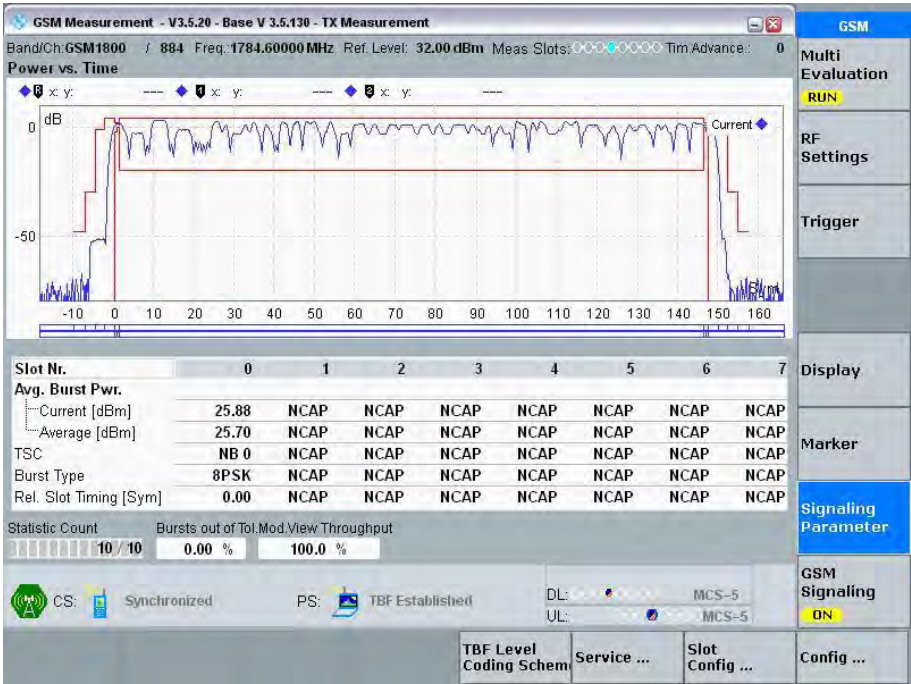 GSM Measurement - V3.5.20 - Base V 3.5.130 - TX Measurement
GSM
Band/Ch:GSM1800 / 884 Freq.:1784.60000 MHz Ref. Level: 32.00 dBm Meas Slots: Tim.Advance.: 0
Power vs. Time
Multi
Evaluation
RUN
R x: y: --- 1 x: y: --- 2 x: y: ---
dB
Current
0
-50
Sym
-10 0 10 20 30 40 50 60 70 80 90 100 110 120 130 140 150 160
RF
Settings
Trigger
Slot Nr. 0 1 2 3 4 5 6 7
Avg. Burst Pwr.
Current [dBm] 25.88 NCAP NCAP NCAP NCAP NCAP NCAP NCAP
Average [dBm] 25.70 NCAP NCAP NCAP NCAP NCAP NCAP NCAP
TSC NB 0 NCAP NCAP NCAP NCAP NCAP NCAP NCAP
Burst Type 8PSK NCAP NCAP NCAP NCAP NCAP NCAP NCAP
Rel. Slot Timing [Sym] 0.00 NCAP NCAP NCAP NCAP NCAP NCAP NCAP
Display
Marker
Signaling
Parameter
Statistic Count Bursts out of Tol. Mod.View Throughput
10 / 10 0.00 % 100.0 %
CS: Synchronized PS: TBF Established
DL: MCS-5
UL: MCS-5
GSM
Signaling
ON
TBF Level
Coding Schem
Service ...
Slot
Config ...
Config ...